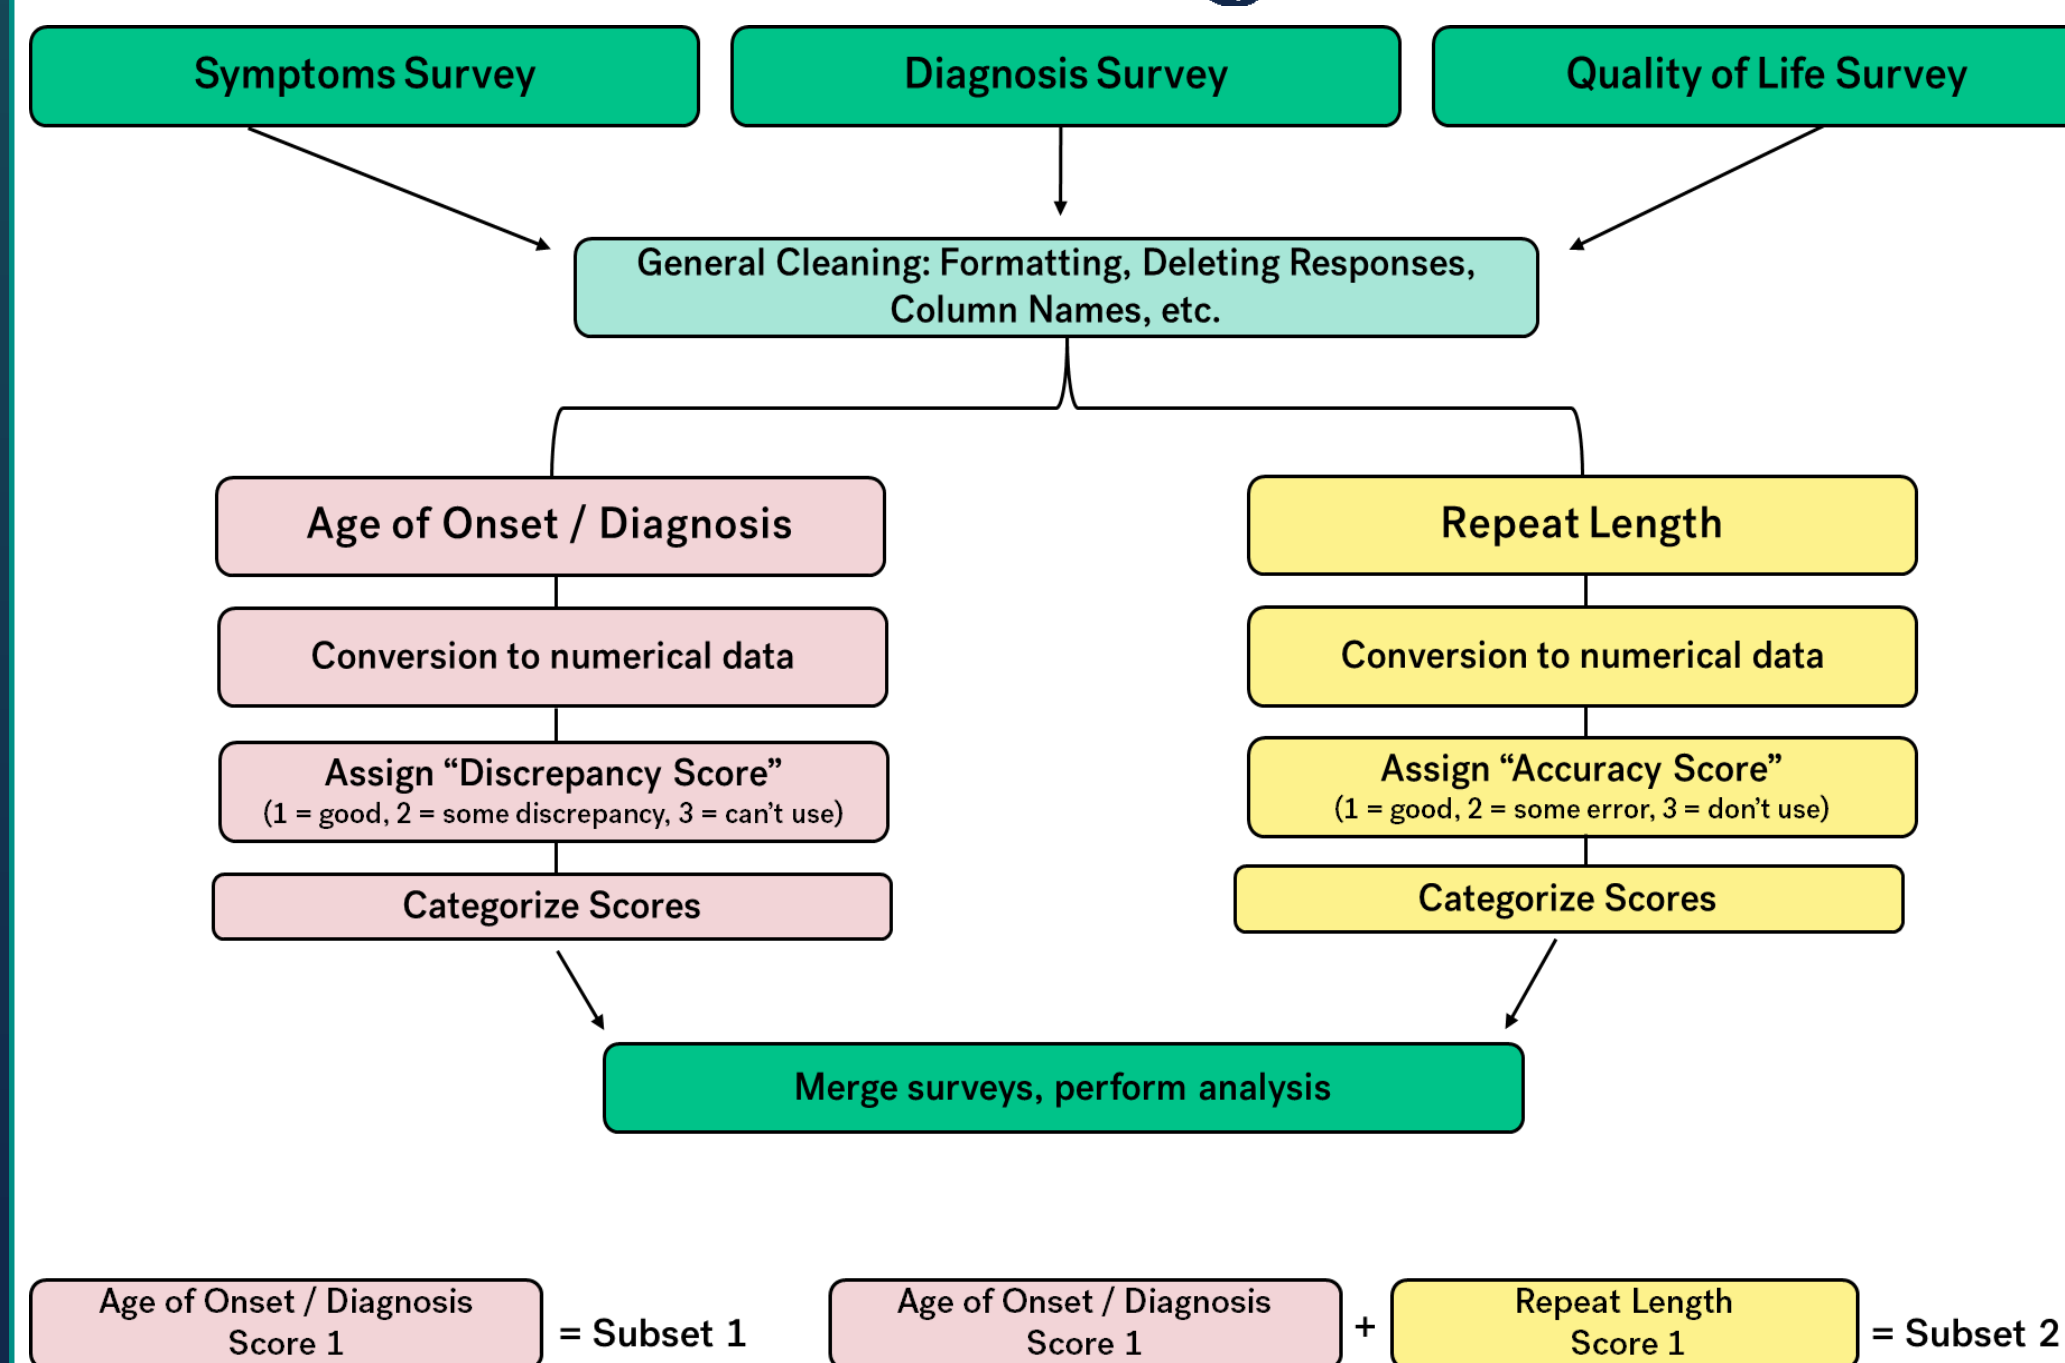 Symptoms Survey
Diagnosis Survey
Quality of Life Survey
General Cleaning: Formatting, Deleting Responses,
Column Names, etc.
Age of Onset / Diagnosis
Conversion to numerical data
Assign “Discrepancy Score”
(1 = good, 2 = some discrepancy, 3 = can’t use)
Categorize Scores
Repeat Length
Conversion to numerical data
Assign “Accuracy Score”
(1 = good, 2 = some error, 3 = don’t use)
Categorize Scores
Merge surveys, perform analysis
Age of Onset / Diagnosis
Score 1
= Subset 1
Age of Onset / Diagnosis
Score 1
+
Repeat Length
Score 1
= Subset 2